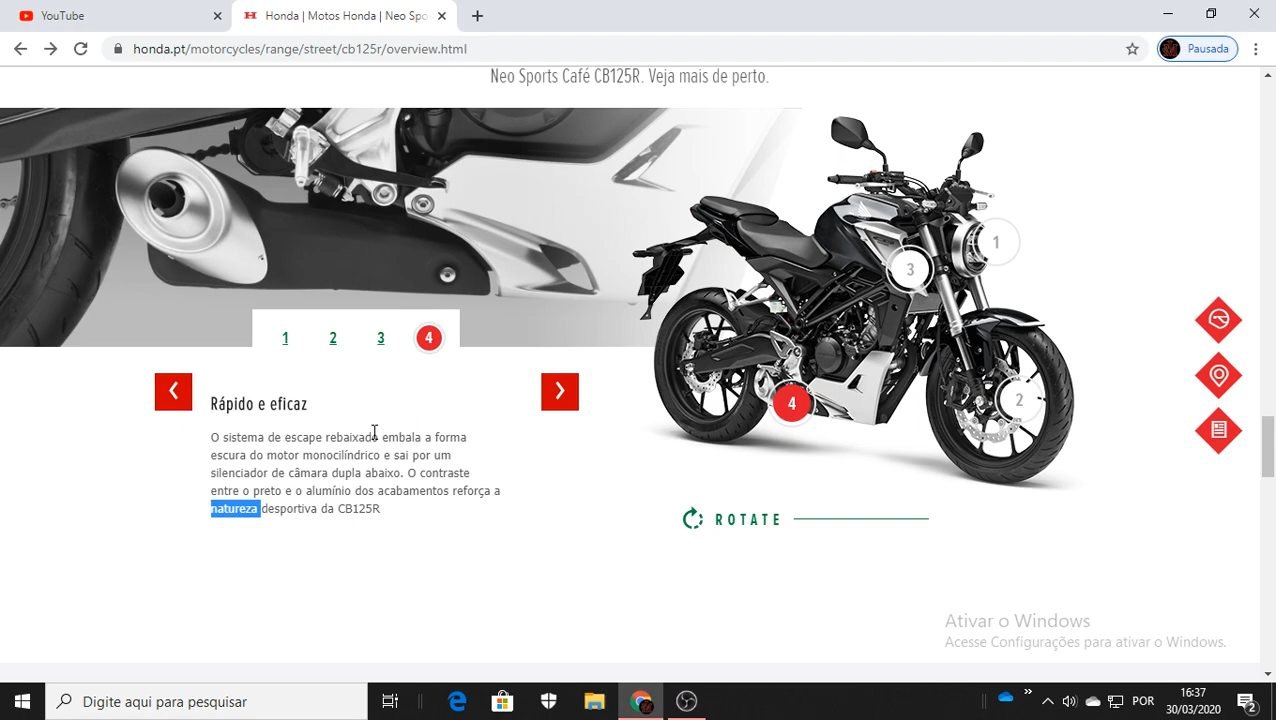 YouTube
Honda | Motos Honda | Neo Spo
honda.pt/motorcycles/range/street/cb125r/overview.html
Pausada
Neo Sports Café CB125R. Veja mais de perto.
1
3
1 2 3 4
2
4
Rápido e eficaz
O sistema de escape rebaixado embala a forma
escura do motor monocilíndrico e sai por um
silenciador de câmara dupla abaixo. O contraste
entre o preto e o alumínio dos acabamentos reforça a
natureza desportiva da CB125R
ROTATE
Ativar o Windows
Acesse Configurações para ativar o Windows.
Digite aqui para pesquisar
POR
16:37
30/03/2020
2